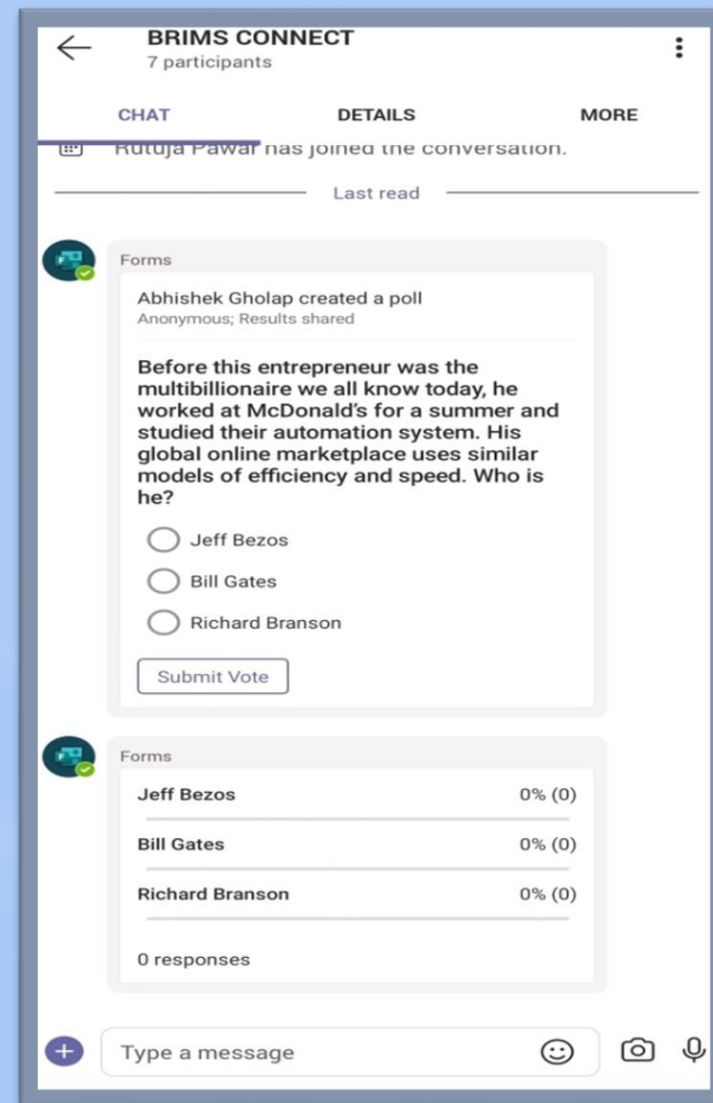 BRIMS CONNECT
7 participants
CHAT DETAILS MORE
Rutuja Pawar has joined the conversation.
Last read
Forms
Abhishek Gholap created a poll
Anonymous; Results shared
Before this entrepreneur was the
multibillionaire we all know today, he
worked at McDonald's for a summer and
studied their automation system. His
global online marketplace uses similar
models of efficiency and speed. Who is
he?
Jeff Bezos
Bill Gates
Richard Branson
Submit Vote
Forms
Jeff Bezos 0% (0)
Bill Gates 0% (0)
Richard Branson 0% (0)
0 responses
Type a message